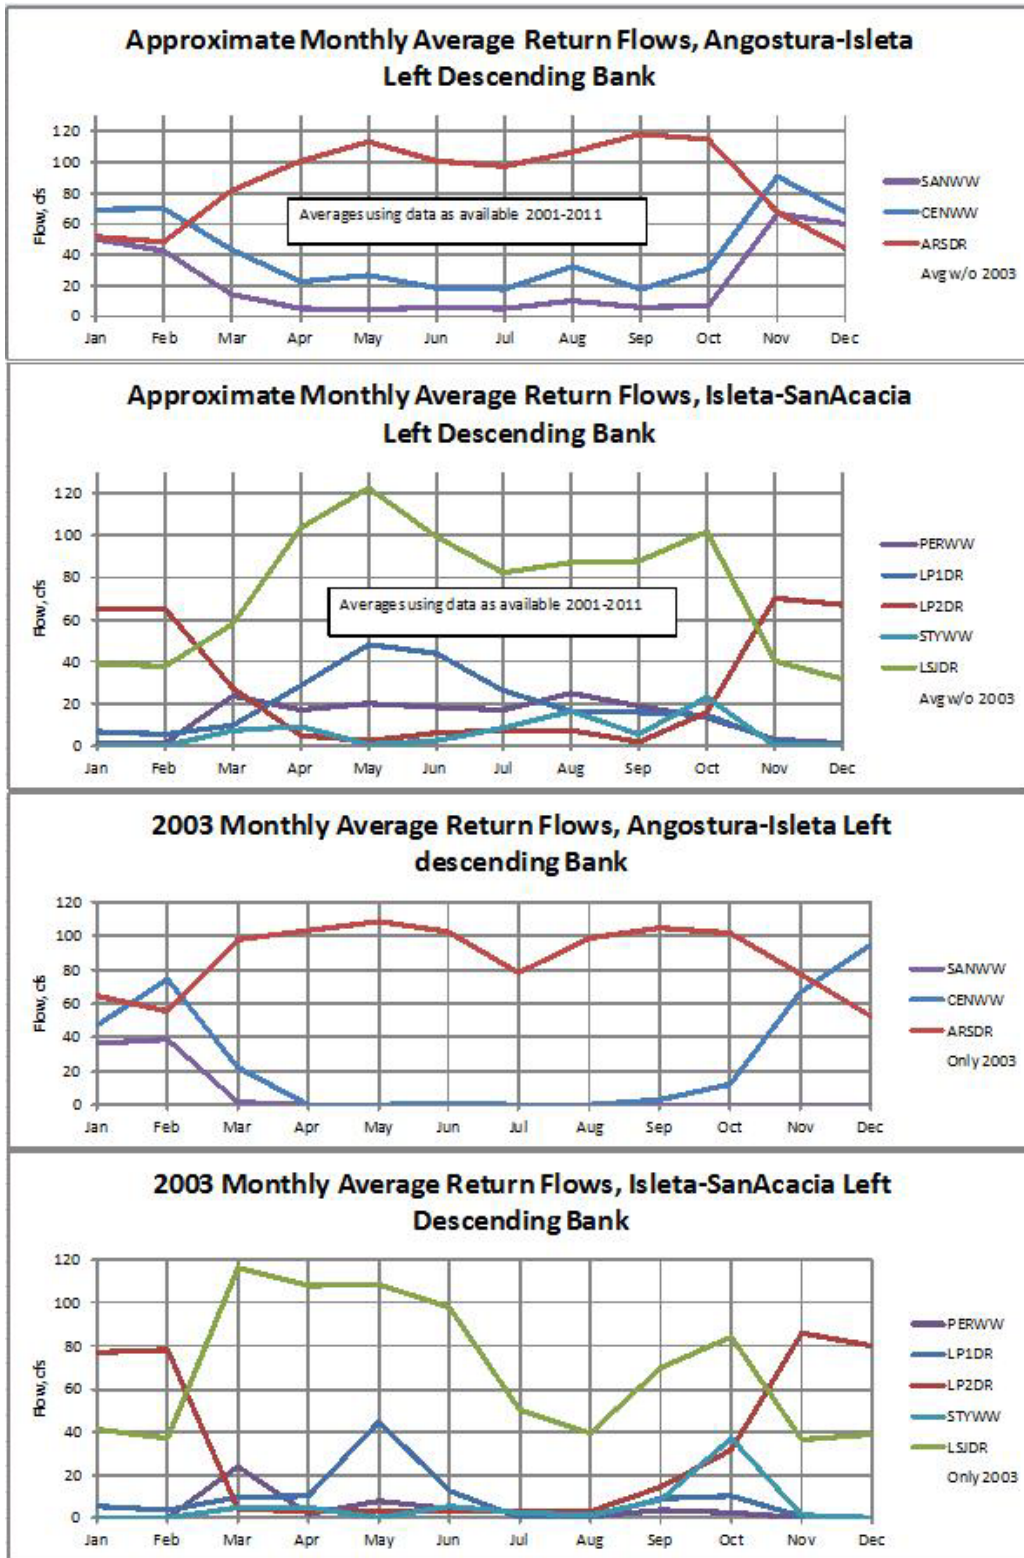 Approximate Monthly Average Return Flows, Angostura-Isleta
Left Descending Bank
120
100
80
60
40
20
0
Flow, cfs
Averages using data as available 2001-2011
Jan Feb Mar Apr May Jun Jul Aug Sep Oct Nov Dec
SANWW
CENWW
ARSDR
Avg w/o 2003
Approximate Monthly Average Return Flows, Isleta-SanAcacia
Left Descending Bank
120
100
80
60
40
20
0
Flow, cfs
Averages using data as available 2001-2011
Jan Feb Mar Apr May Jun Jul Aug Sep Oct Nov Dec
PERWW
LP1DR
LP2DR
STYWW
LSJDR
Avg w/o 2003
2003 Monthly Average Return Flows, Angostura-Isleta Left
descending Bank
120
100
80
60
40
20
0
Flow, cfs
Jan Feb Mar Apr May Jun Jul Aug Sep Oct Nov Dec
SANWW
CENWW
ARSDR
Only 2003
2003 Monthly Average Return Flows, Isleta-SanAcacia Left
Descending Bank
120
100
80
60
40
20
0
Flow, cfs
Jan Feb Mar Apr May Jun Jul Aug Sep Oct Nov Dec
PERWW
LP1DR
LP2DR
STYWW
LSJDR
Only 2003